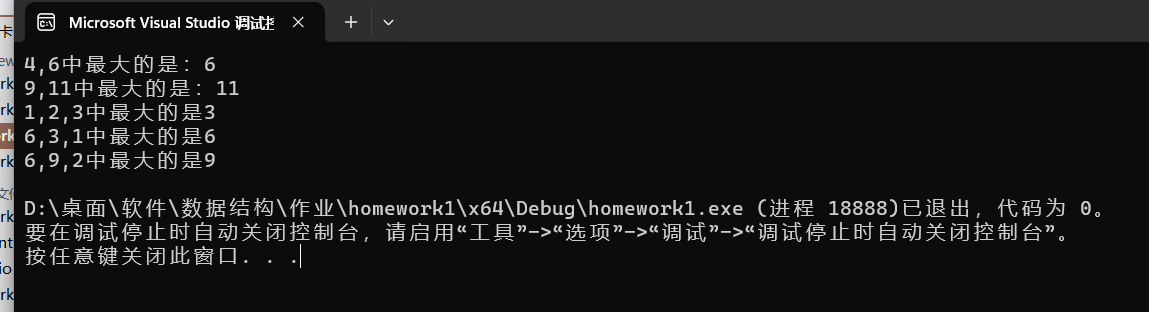 Microsoft Visual Studio 调试
卡
4,6中最大的是: 6
9,11中最大的是: 11
1,2,3中最大的是3
6,3,1中最大的是6
6,9,2中最大的是9
D:\桌面\软件\数据结构\作业\homework1\x64\Debug\homework1.exe (进程 18888)已退出，代码为 0。
要在调试停止时自动关闭控制台，请启用“工具”->“选项”->“调试”->“调试停止时自动关闭控制台”。
按任意键关闭此窗口. . .